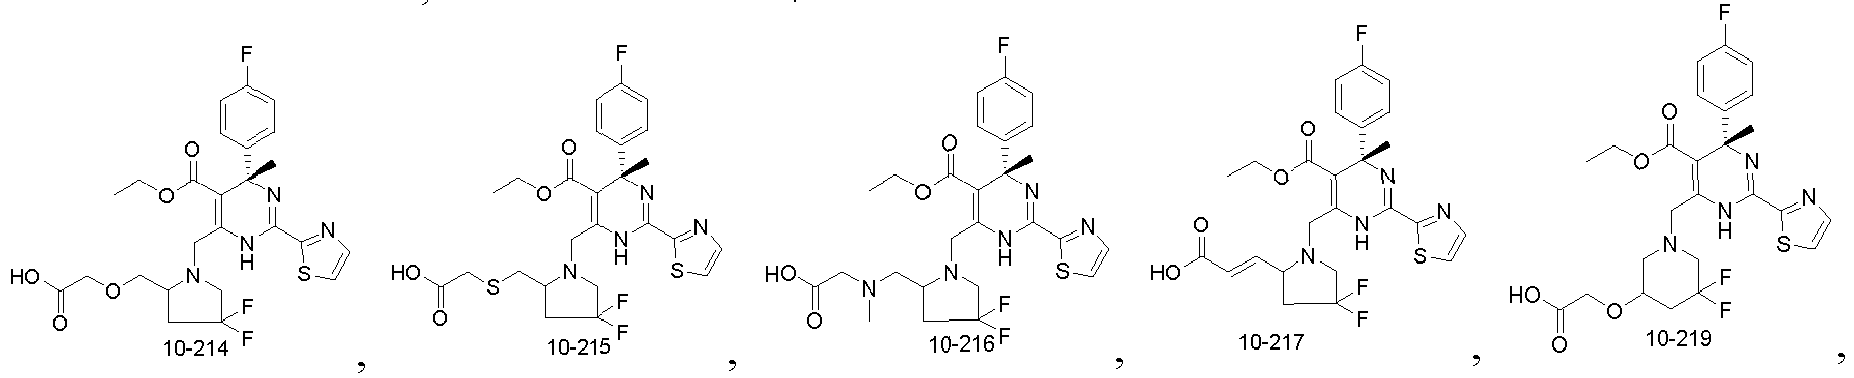 F F F F F
O O O O O
O O O O O
N N N N N
N H N H N H N H N H
N N N N N
S S S S S
N N N N N
HO O O F F
HO O S F F
HO O N F F
HO O F F
HO O O F F
10-214 , 10-215 , 10-216 , 10-217 , 10-219 ,